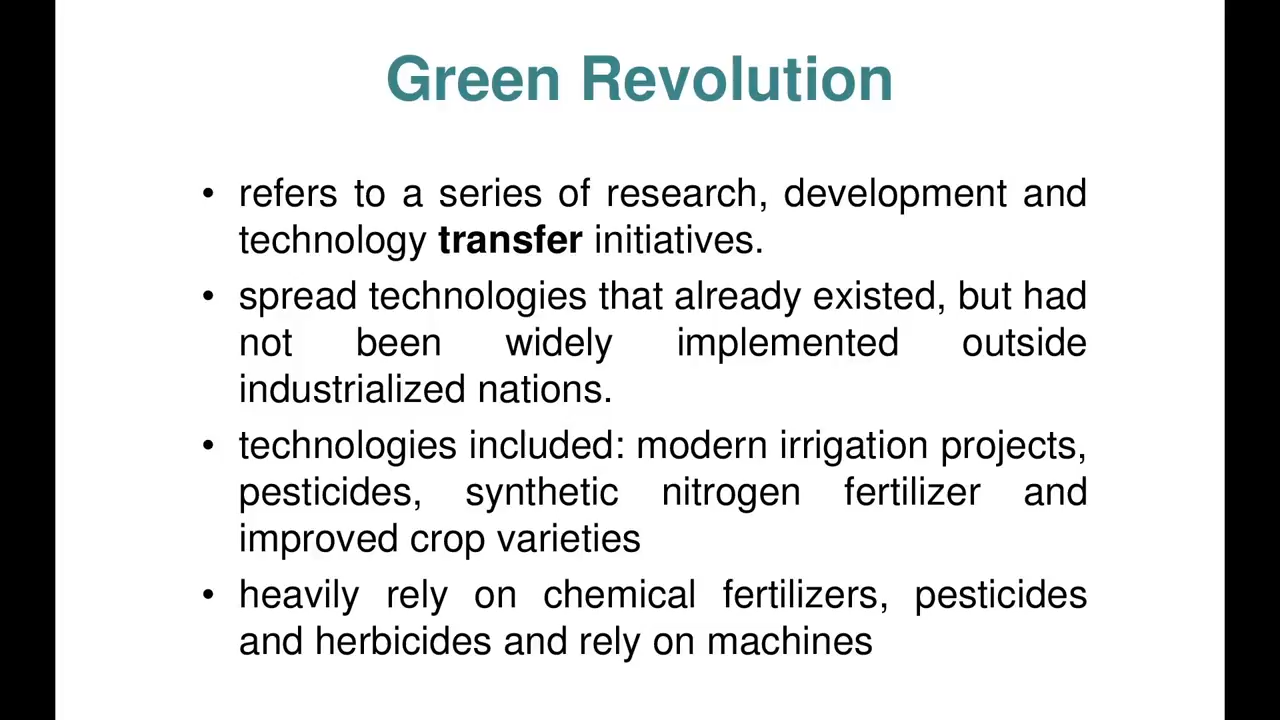 Green Revolution
• refers to a series of research, development and
technology transfer initiatives.
• spread technologies that already existed, but had
not been widely implemented outside
industrialized nations.
• technologies included: modern irrigation projects,
pesticides, synthetic nitrogen fertilizer and
improved crop varieties
• heavily rely on chemical fertilizers, pesticides
and herbicides and rely on machines